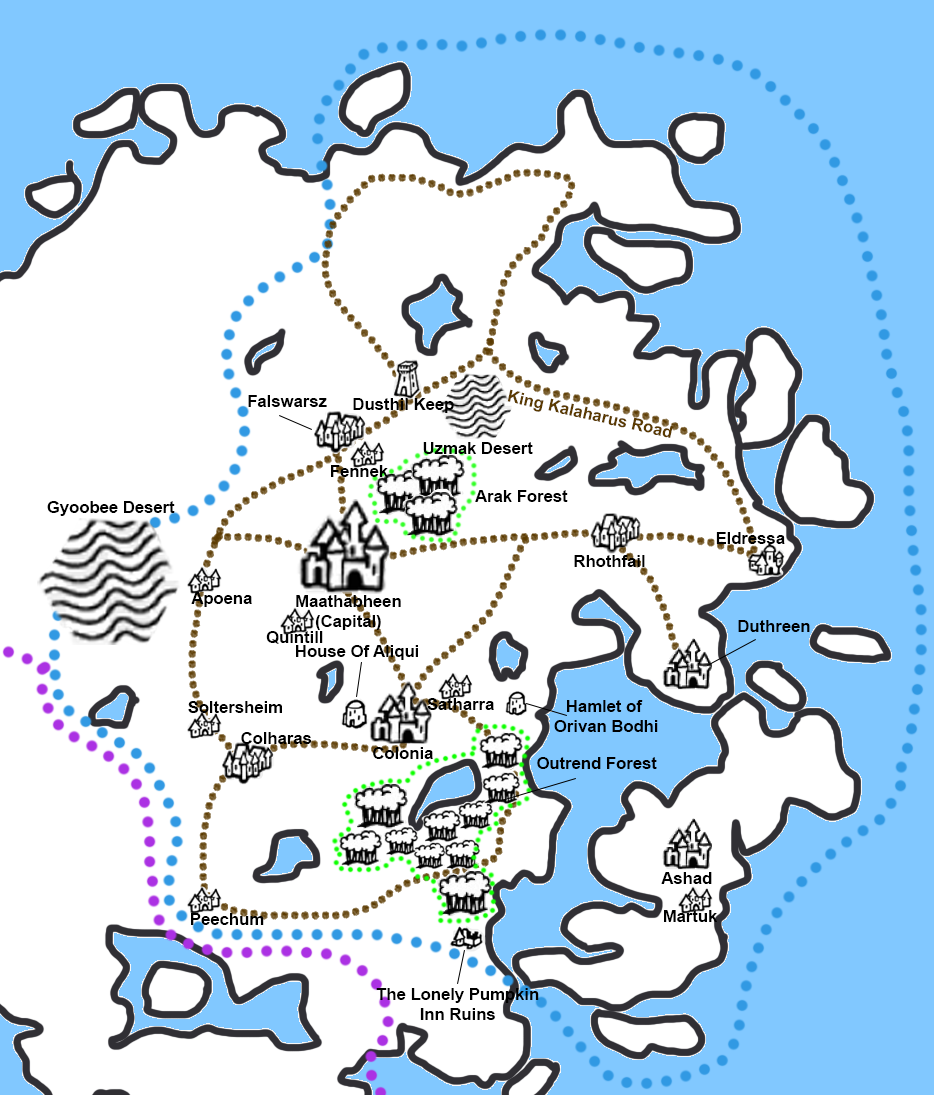 Falswarsz
Dusthil Keep
King Kalaharus Road
Uzmak Desert
Fennek
Arak Forest
Gyoobee Desert
Rhothfail
Eldressa
Apoena
Maathabheen
(Capital)
Quintill
House Of Aliqui
Duthreen
Satharra
Soltersheim
Hamlet of
Orivan Bodhi
Colharas
Colonia
Outrend Forest
Ashad
Martuk
Peechum
The Lonely Pumpkin
Inn Ruins